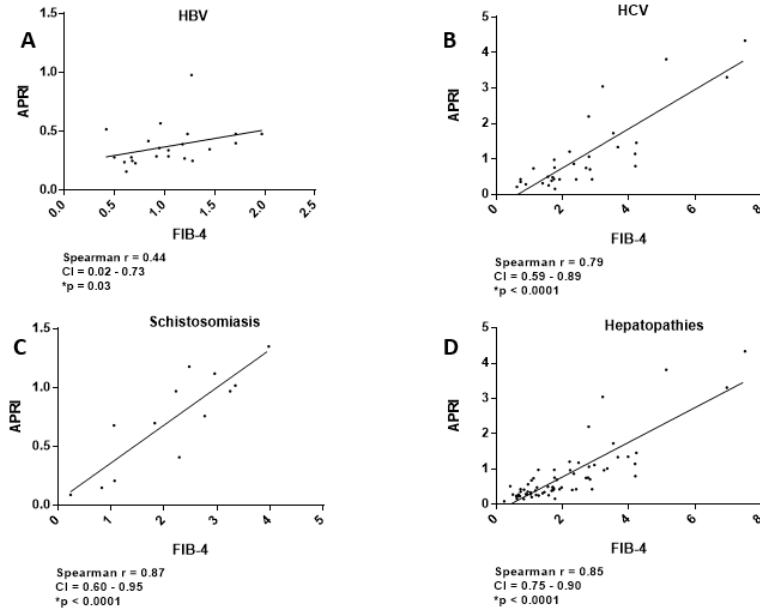 A
HBV
APRI
1.5
1.0
0.5
0.0
0.0 0.5 1.0 1.5 2.0 2.5
FIB-4
Spearman r = 0.44
CI = 0.02 - 0.73
*p = 0.03
B
HCV
APRI
5
4
3
2
1
0
0 2 4 6 8
FIB-4
Spearman r = 0.79
CI = 0.59 - 0.89
*p < 0.0001
C
Schistosomiasis
APRI
1.5
1.0
0.5
0.0
0 1 2 3 4 5
FIB-4
Spearman r = 0.87
CI = 0.60 - 0.95
*p < 0.0001
D
Hepatopathies
APRI
5
4
3
2
1
0
0 2 4 6 8
FIB-4
Spearman r = 0.85
CI = 0.75 - 0.90
*p < 0.0001